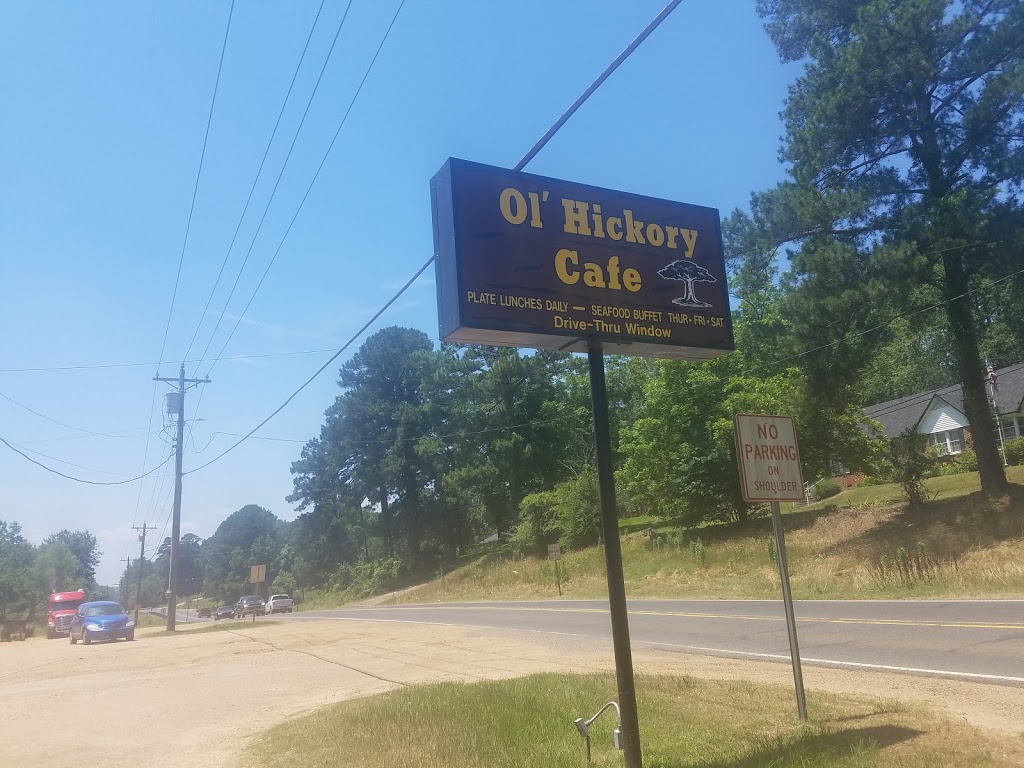 Ol' Hickory
Cafe
PLATE LUNCHES DAILY — SEAFOOD BUFFET THUR • FRI • SAT
Drive-Thru Window
NO
PARKING
ON
SHOULDER